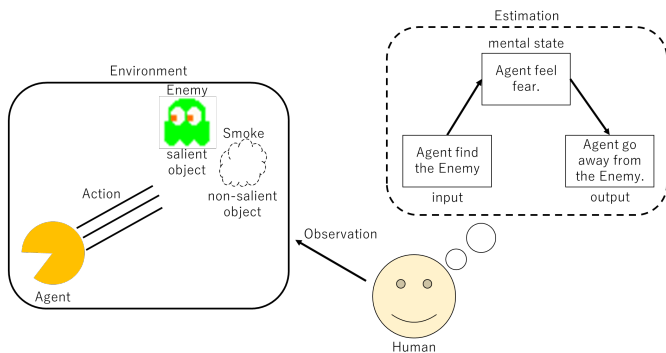 Estimation
mental state
Agent feel
fear.
Agent find
the Enemy
input
Agent go
away from
the Enemy.
output
Environment
Enemy
salient
object
Smoke
non-salient
object
Action
Agent
Observation
Human